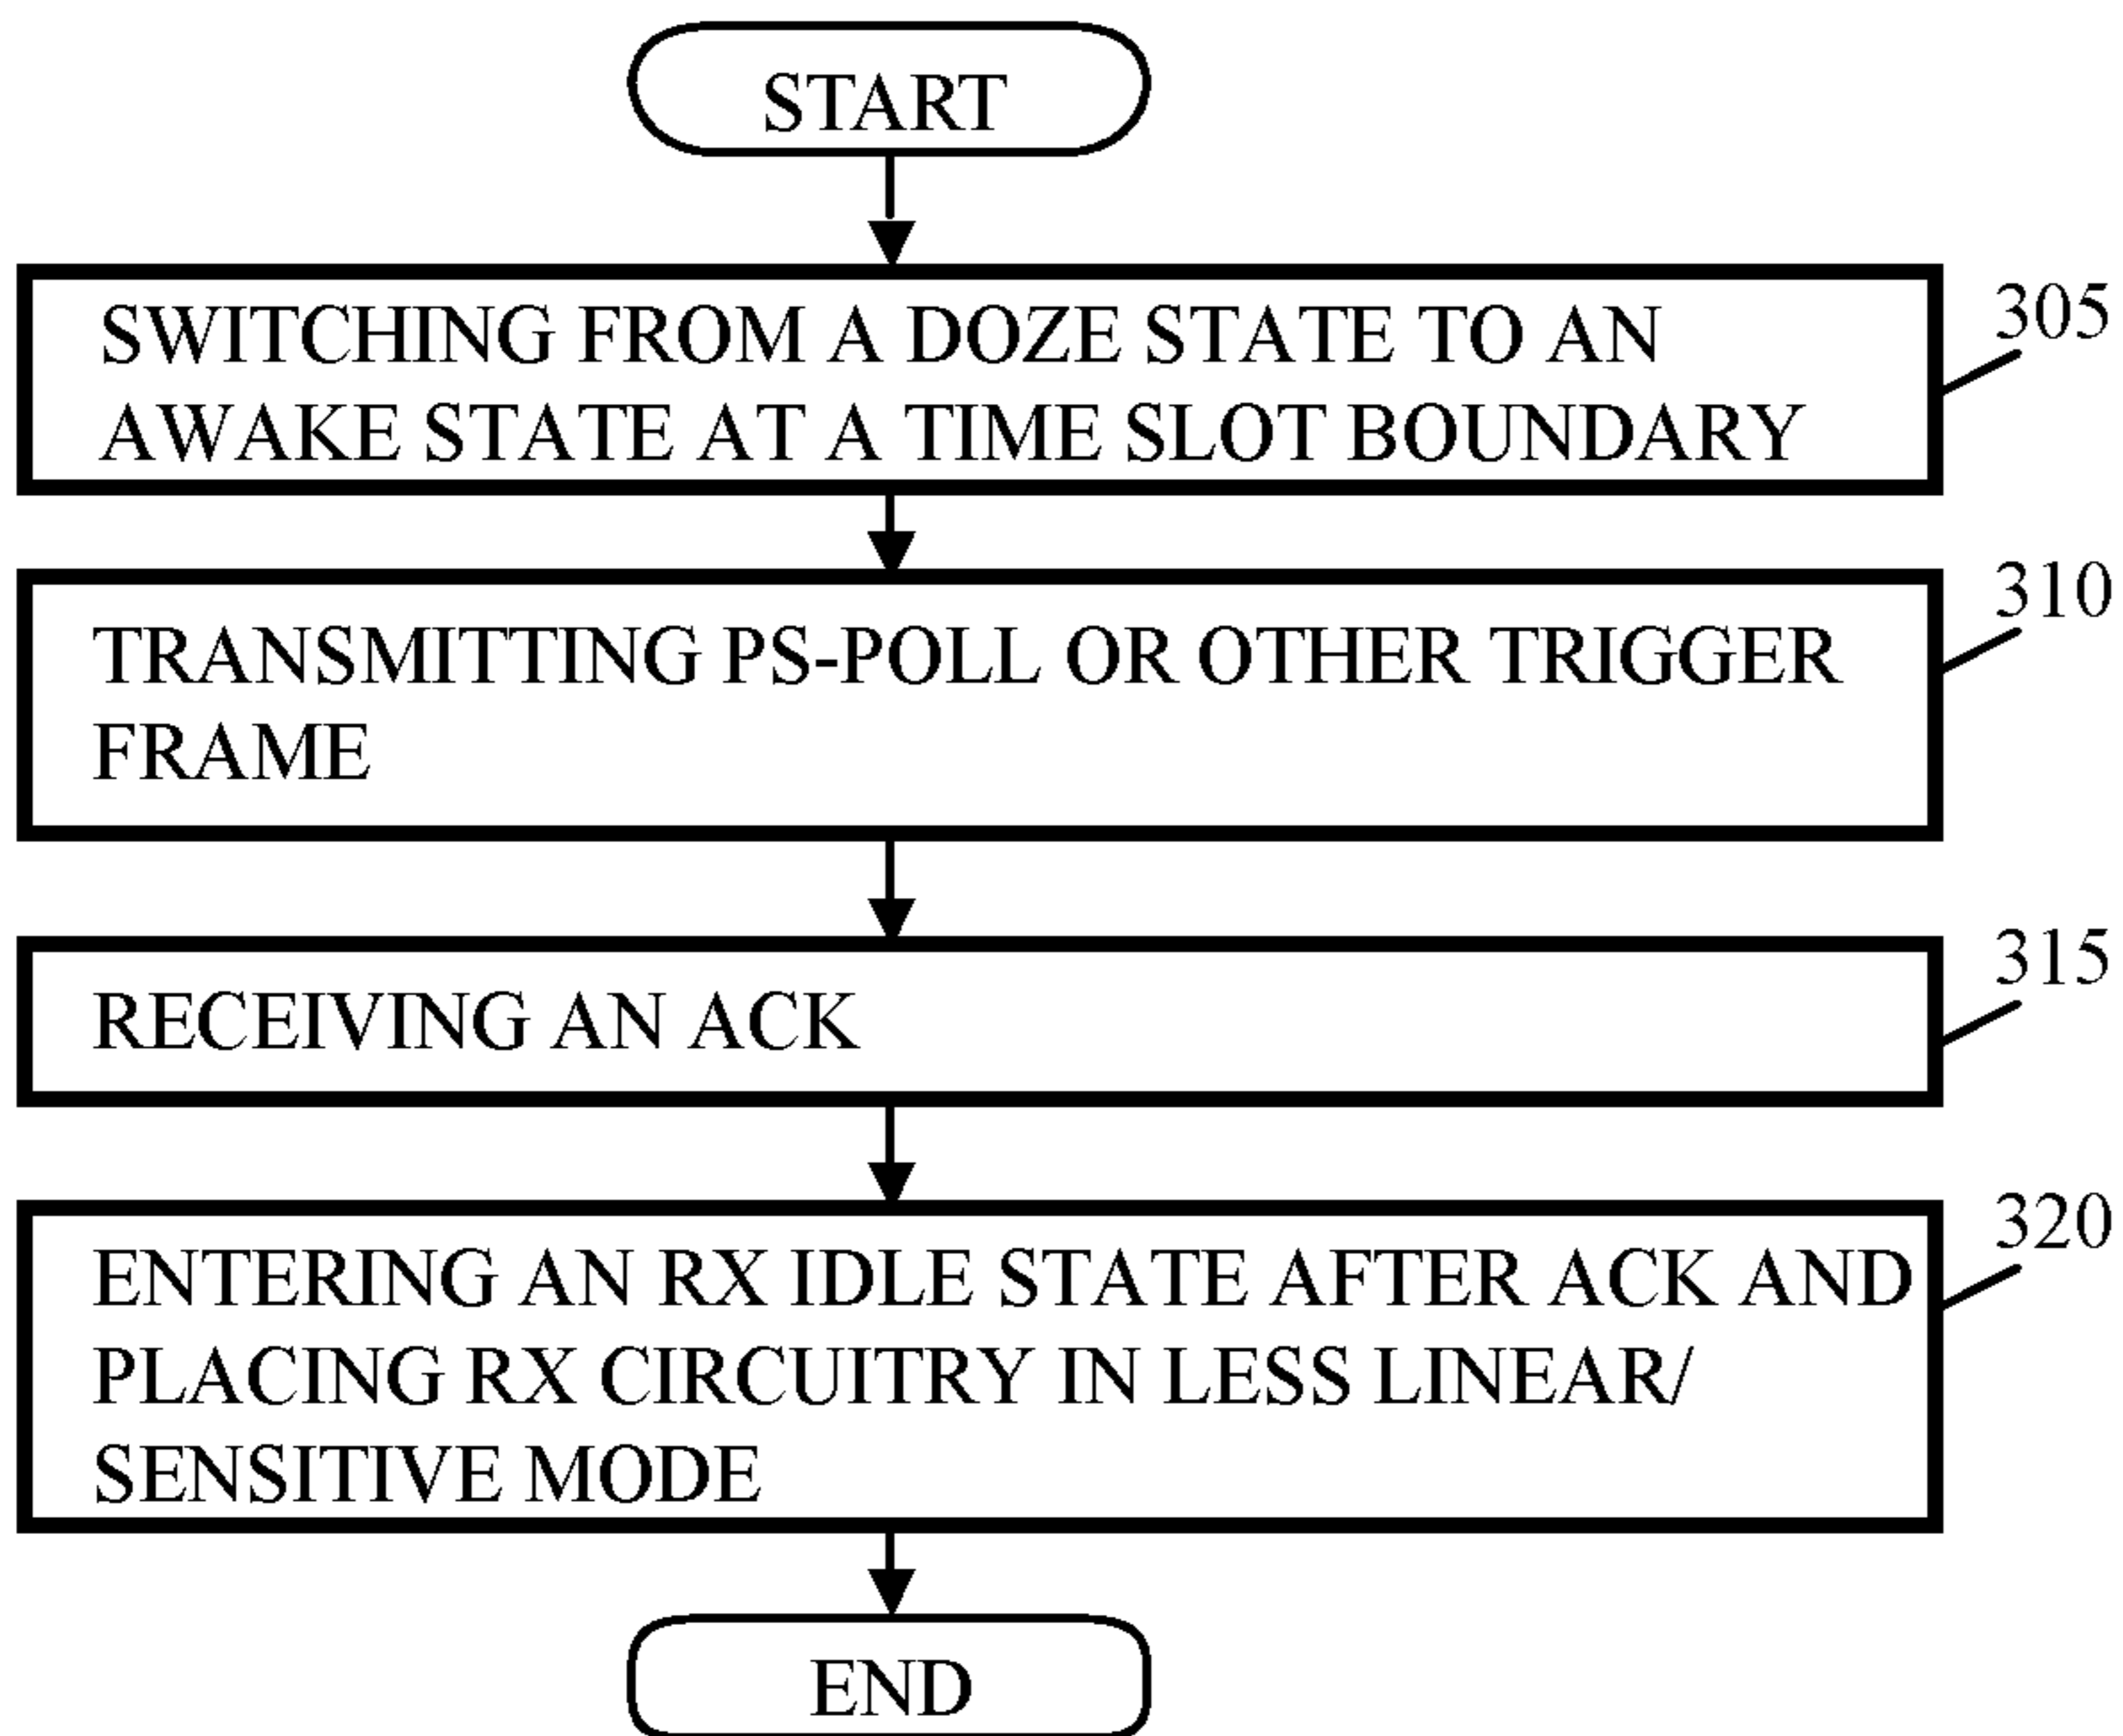 START
SWITCHING FROM A DOZE STATE TO AN
AWAKE STATE AT A TIME SLOT BOUNDARY
305
TRANSMITTING PS-POLL OR OTHER TRIGGER
FRAME
310
RECEIVING AN ACK
315
ENTERING AN RX IDLE STATE AFTER ACK AND
PLACING RX CIRCUITRY IN LESS LINEAR/
SENSITIVE MODE
320
END